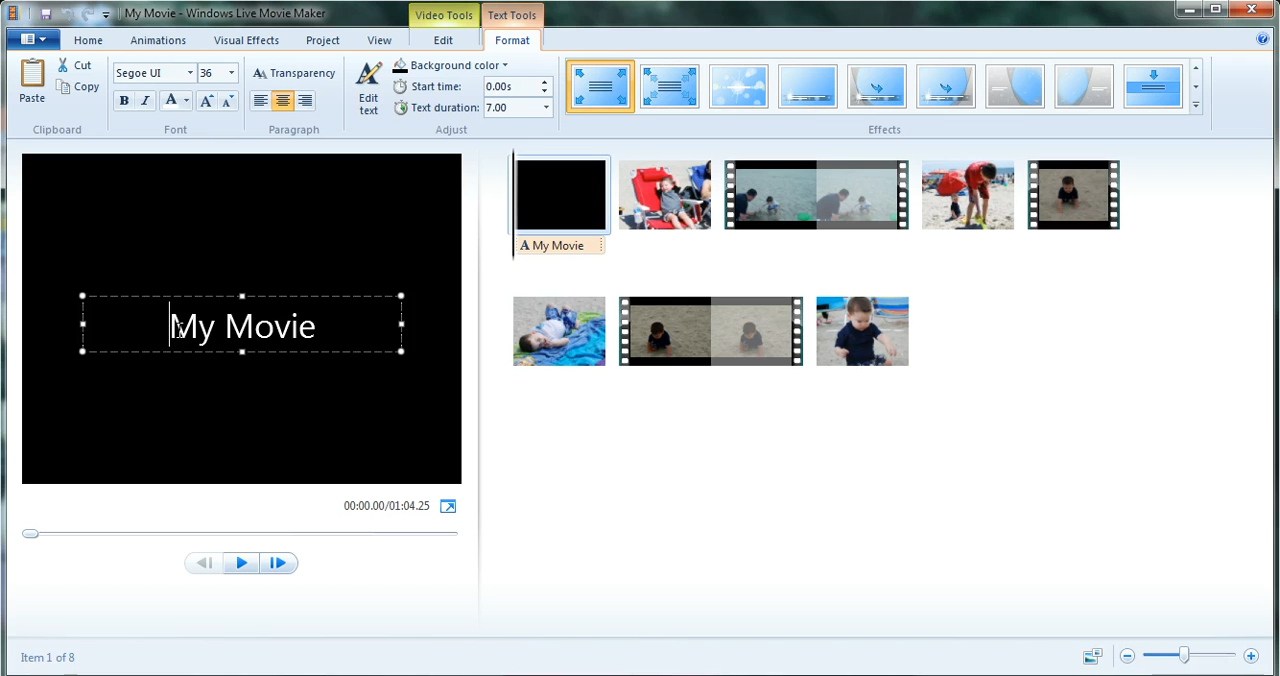 My Movie - Windows Live Movie Maker
Video Tools
Text Tools
Home
Animations
Visual Effects
Project
View
Edit
Format
Paste
Cut
Copy
Clipboard
Segoe UI
36
B I A A A
Font
Transparency
Paragraph
Edit text
Background color
Start time: 0.00s
Text duration: 7.00
Adjust
Effects
My Movie
A My Movie
00:00.00/01:04.25
Item 1 of 8